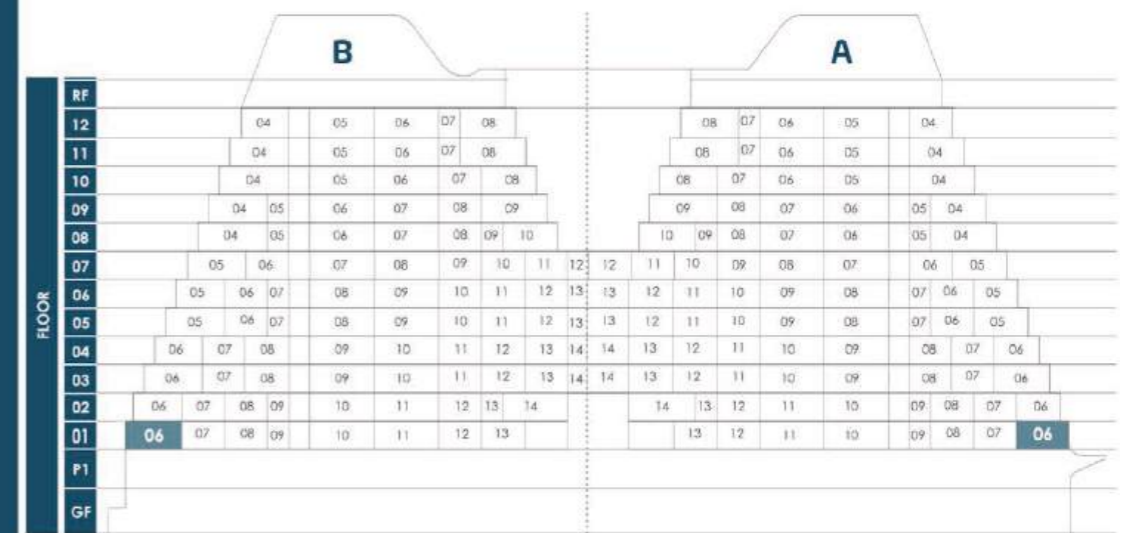 B A
RF
12 04 05 06 07 08 08 07 06 05 04
11 04 05 06 07 08 08 07 06 05 04
10 04 05 06 07 08 08 07 06 05 04
09 04 05 06 07 08 09 09 08 07 06 05 04
08 04 05 06 07 08 09 10 10 09 08 07 06 05 04
07 05 06 07 08 09 10 11 12 12 11 10 09 08 07 06 05
06 05 06 07 08 09 10 11 12 13 13 12 11 10 09 08 07 06 05
05 05 06 07 08 09 10 11 12 13 13 12 11 10 09 08 07 06 05
04 06 07 08 09 10 11 12 13 14 14 13 12 11 10 09 08 07 06
03 06 07 08 09 10 11 12 13 14 14 13 12 11 10 09 08 07 06
02 06 07 08 09 10 11 12 13 14 14 13 12 11 10 09 08 07 06
01 06 07 08 09 10 11 12 13 13 12 11 10 09 08 07 06
P1
GF
FLOOR